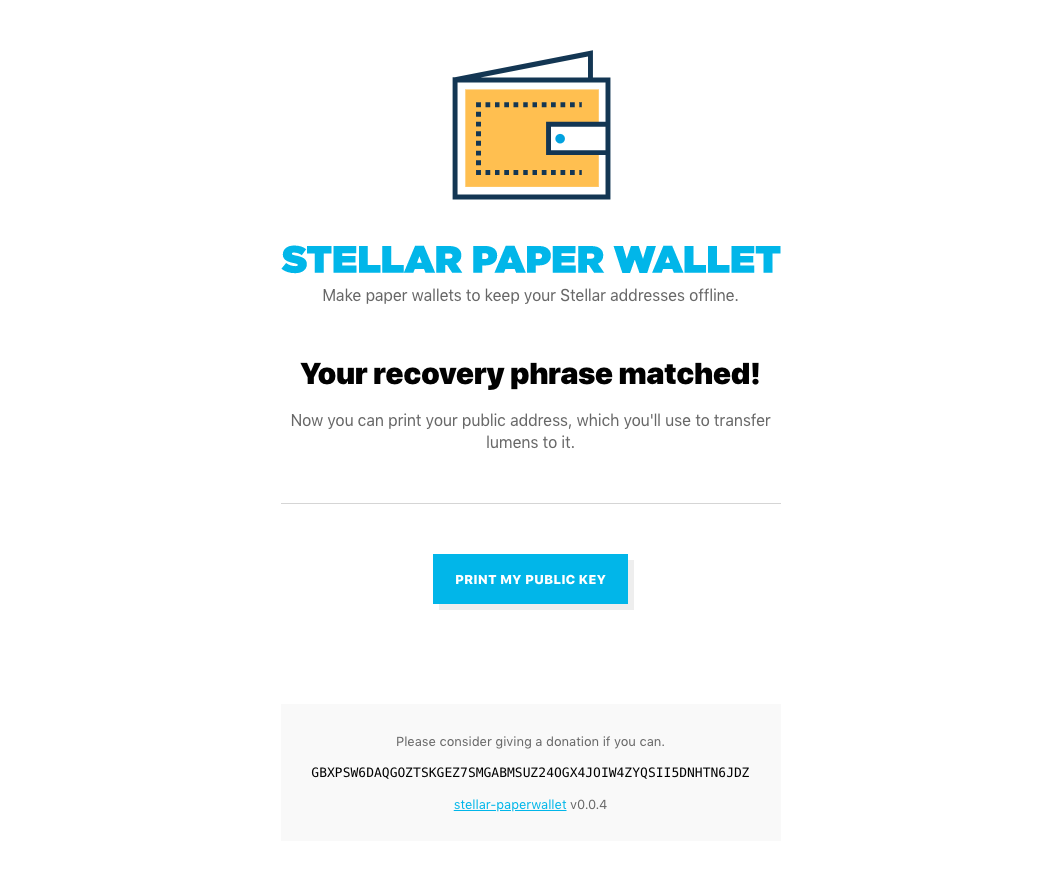 STELLAR PAPER WALLET
Make paper wallets to keep your Stellar addresses offline.
Your recovery phrase matched!
Now you can print your public address, which you'll use to transfer
lumens to it.
PRINT MY PUBLIC KEY
Please consider giving a donation if you can.
GBXPSW6DAQGOZTSKGEZ7SMGABMSUZ24OGX4JOIW4ZYQSII5DNHTN6JDZ
stellar-paperwallet v0.0.4